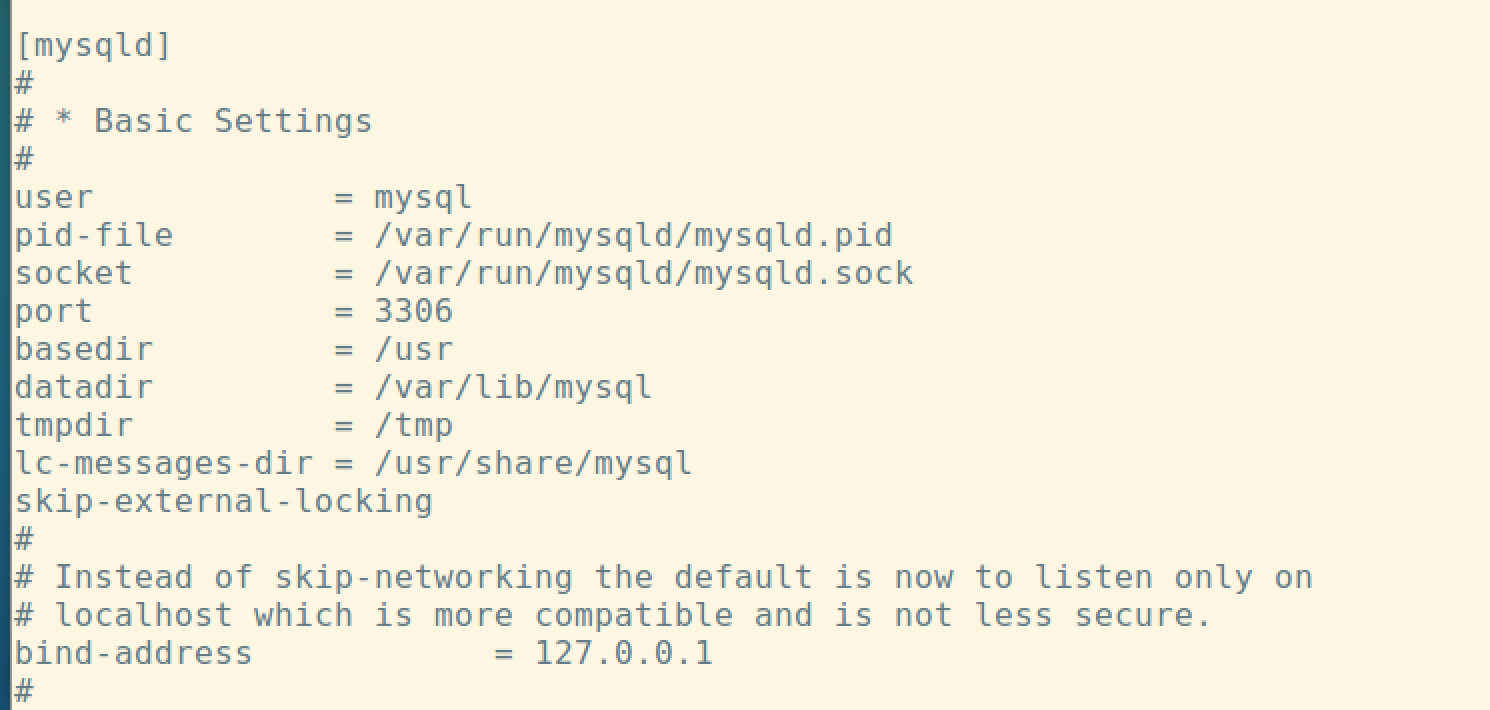 [mysqld]
#
# * Basic Settings
#
user            = mysql
pid-file        = /var/run/mysqld/mysqld.pid
socket          = /var/run/mysqld/mysqld.sock
port            = 3306
basedir         = /usr
datadir         = /var/lib/mysql
tmpdir          = /tmp
lc-messages-dir = /usr/share/mysql
skip-external-locking
#
# Instead of skip-networking the default is now to listen only on
# localhost which is more compatible and is not less secure.
bind-address            = 127.0.0.1
#